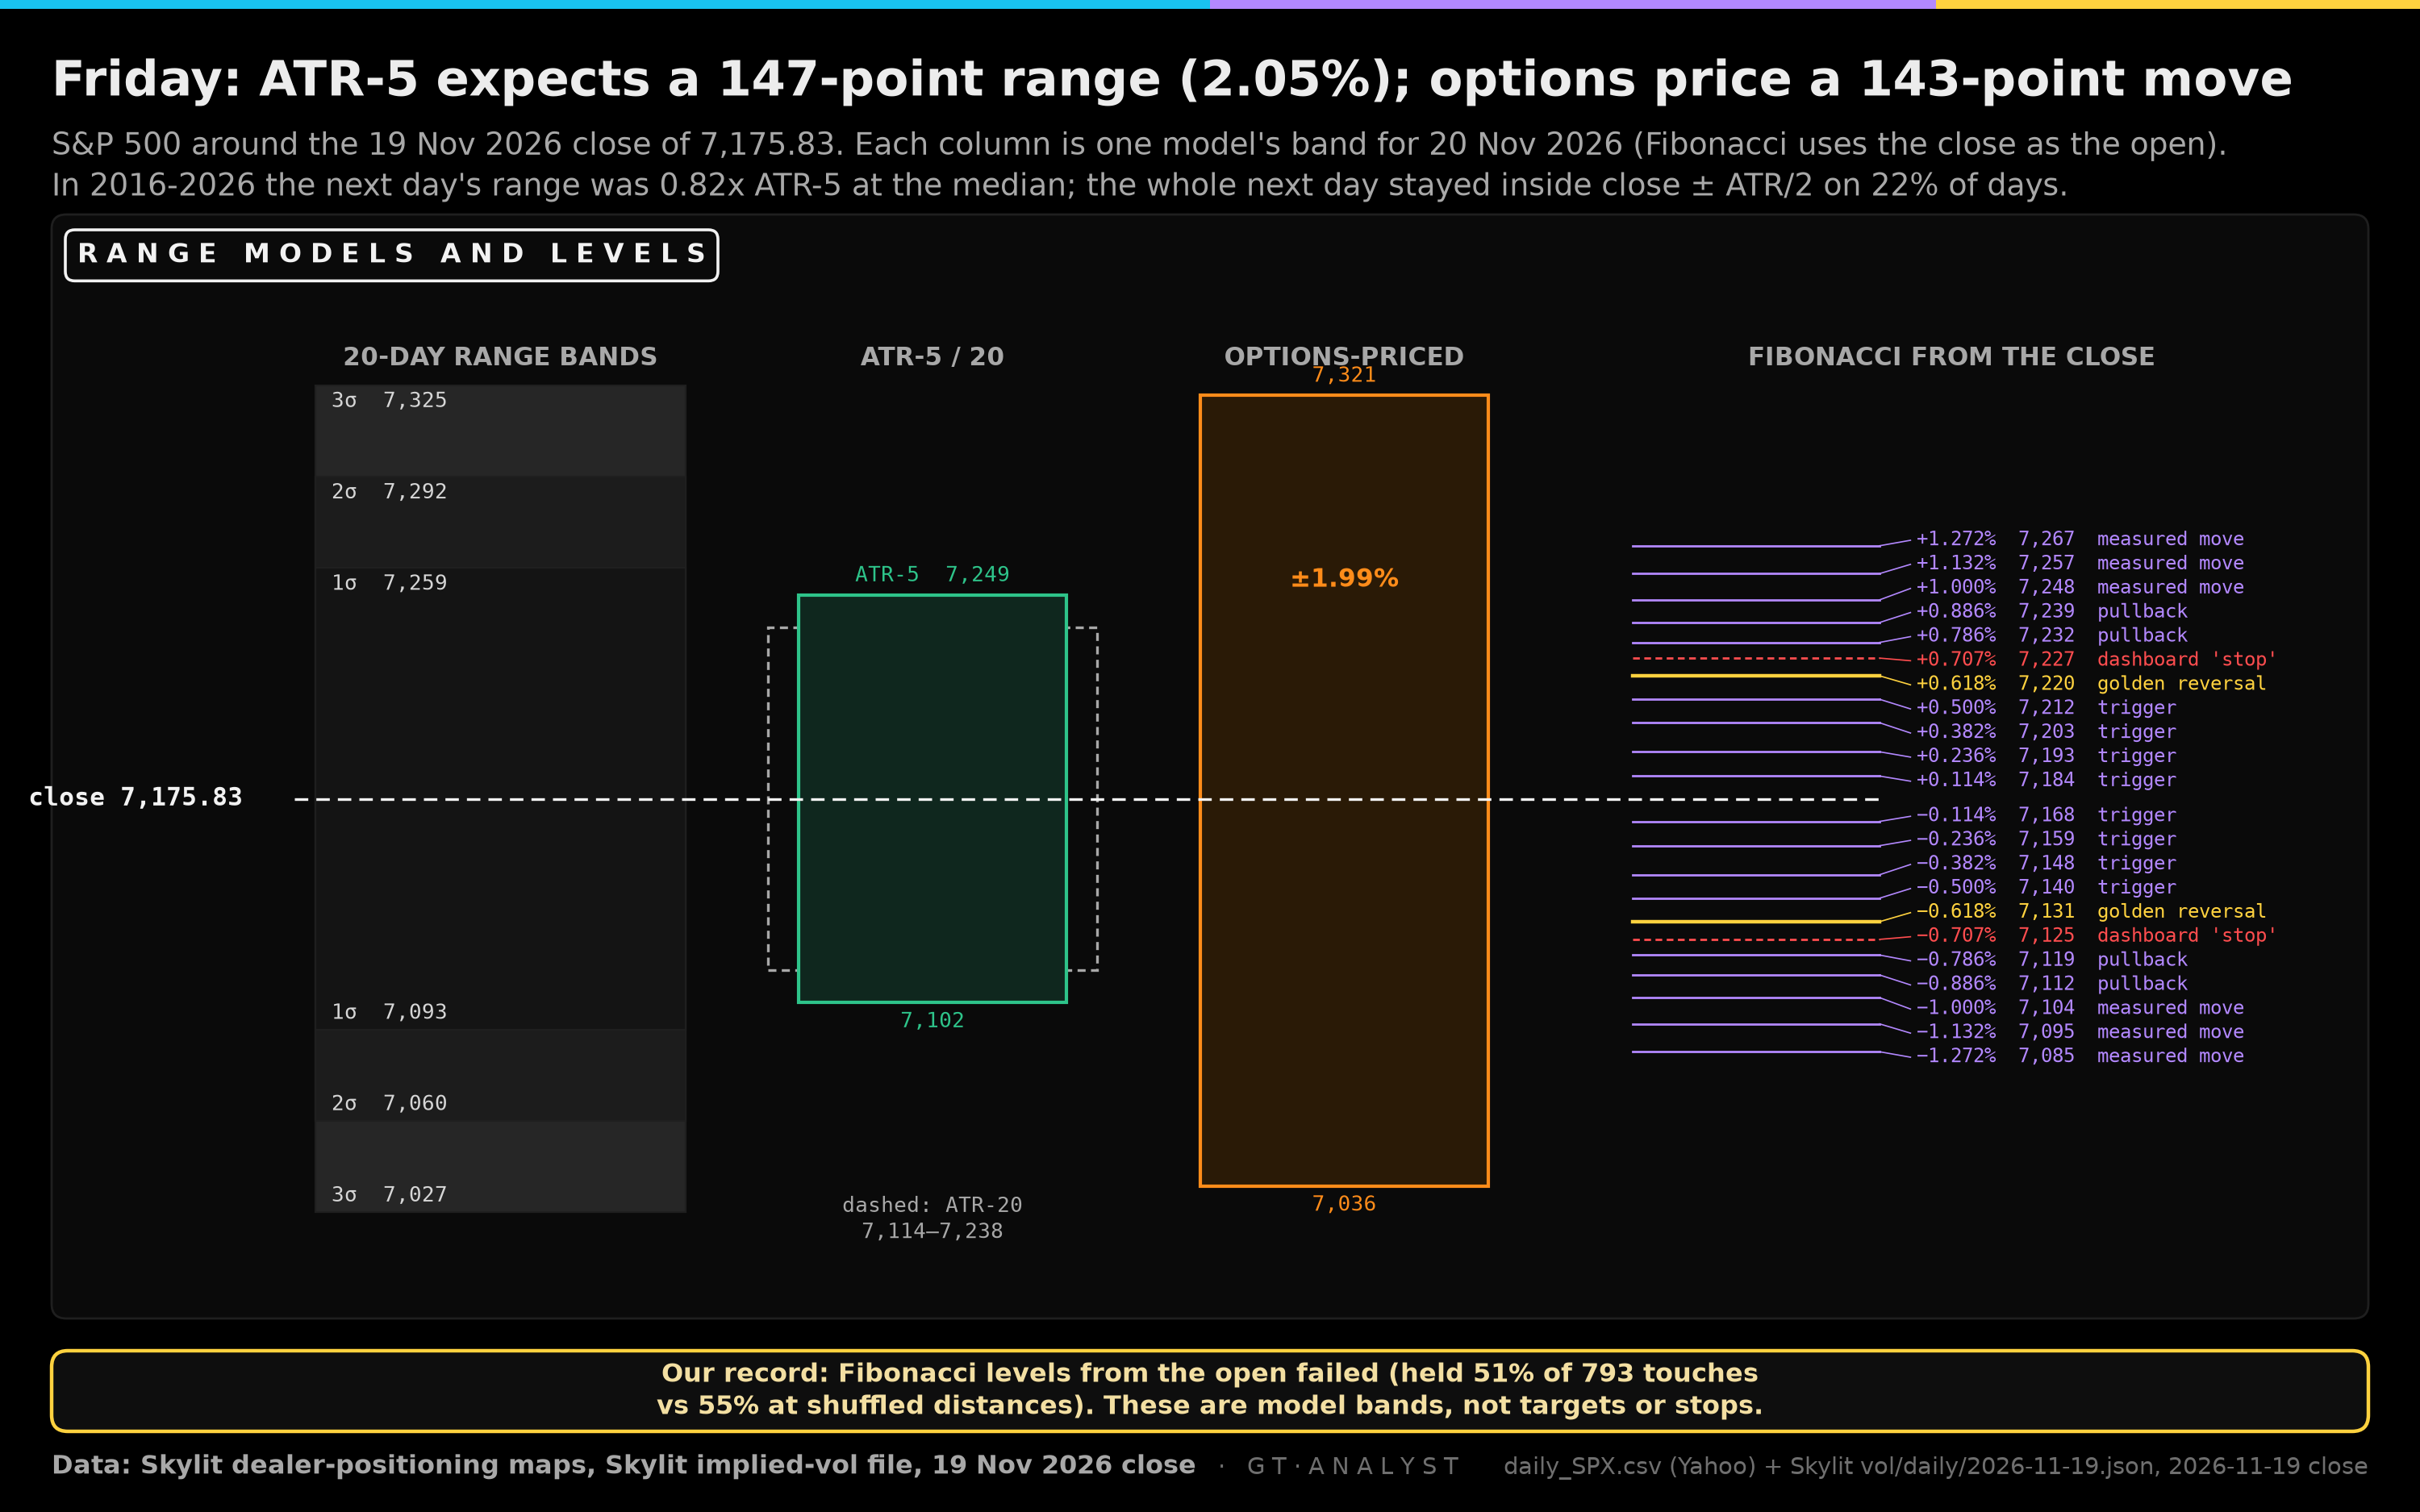 Friday: ATR-5 expects a 147-point range (2.05%); options price a 143-point move
S&P 500 around the 19 Nov 2026 close of 7,175.83. Each column is one model's band for 20 Nov 2026 (Fibonacci uses the close as the open).
In 2016-2026 the next day's range was 0.82x ATR-5 at the median; the whole next day stayed inside close ± ATR/2 on 22% of days.
RANGE MODELS AND LEVELS
20-DAY RANGE BANDS
3σ 7,325
2σ 7,292
1σ 7,259
1σ 7,093
2σ 7,060
3σ 7,027
close 7,175.83
ATR-5 / 20
ATR-5 7,249
7,102
dashed: ATR-20
7,114–7,238
OPTIONS-PRICED
7,321
±1.99%
7,036
FIBONACCI FROM THE CLOSE
+1.272% 7,267 measured move
+1.132% 7,257 measured move
+1.000% 7,248 measured move
+0.886% 7,239 pullback
+0.786% 7,232 pullback
+0.707% 7,227 dashboard 'stop'
+0.618% 7,220 golden reversal
+0.500% 7,212 trigger
+0.382% 7,203 trigger
+0.236% 7,193 trigger
+0.114% 7,184 trigger
−0.114% 7,168 trigger
−0.236% 7,159 trigger
−0.382% 7,148 trigger
−0.500% 7,140 trigger
−0.618% 7,131 golden reversal
−0.707% 7,125 dashboard 'stop'
−0.786% 7,119 pullback
−0.886% 7,112 pullback
−1.000% 7,104 measured move
−1.132% 7,095 measured move
−1.272% 7,085 measured move
Our record: Fibonacci levels from the open failed (held 51% of 793 touches
vs 55% at shuffled distances). These are model bands, not targets or stops.
Data: Skylit dealer-positioning maps, Skylit implied-vol file, 19 Nov 2026 close · GT·ANALYST daily_SPX.csv (Yahoo) + Skylit vol/daily/2026-11-19.json, 2026-11-19 close